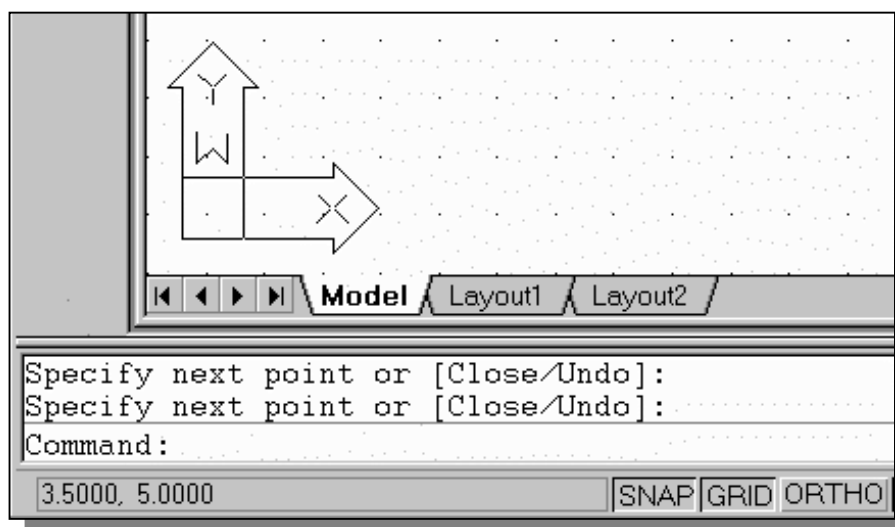 Y
W
X
Model Layout1 Layout2
Specify next point or [Close/Undo]:
Specify next point or [Close/Undo]:
Command:
3.5000, 5.0000 SNAP GRID ORTHO